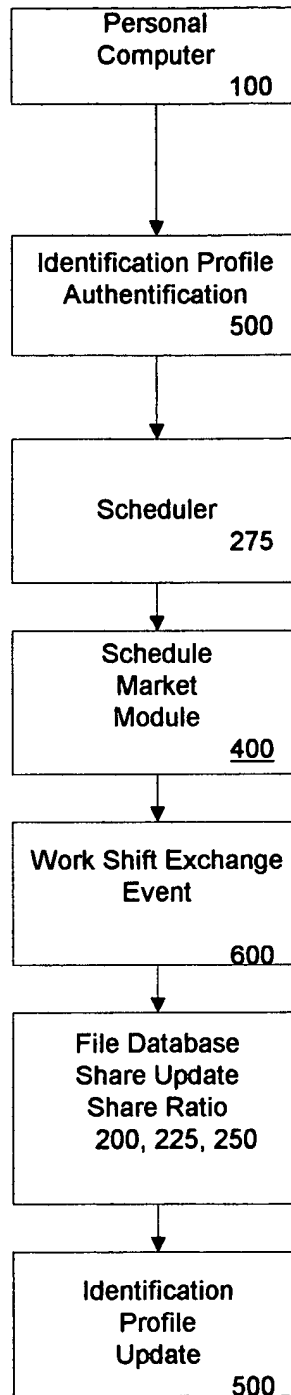 Personal
Computer
100
Identification Profile
Authentification
500
Scheduler
275
Schedule
Market
Module
400
Work Shift Exchange
Event
600
File Database
Share Update
Share Ratio
200, 225, 250
Identification
Profile
Update
500